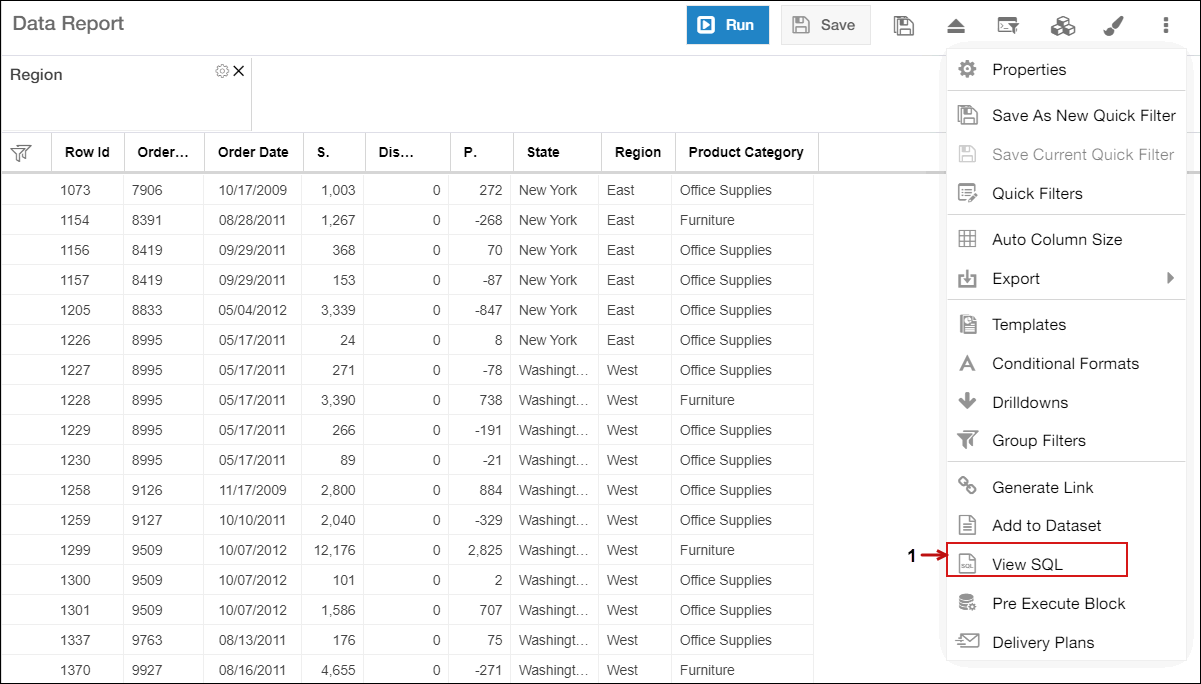 Data Report
Run
Save
Region
Row Id Order... Order Date S. Dis... P. State Region Product Category
1073 7906 10/17/2009 1,003 0 272 New York East Office Supplies
1154 8391 08/28/2011 1,267 0 -268 New York East Furniture
1156 8419 09/29/2011 368 0 70 New York East Office Supplies
1157 8419 09/29/2011 153 0 -87 New York East Office Supplies
1205 8833 05/04/2012 3,339 0 -847 New York East Office Supplies
1226 8995 05/17/2011 24 0 8 New York East Office Supplies
1227 8995 05/17/2011 271 0 -78 Washingt... West Office Supplies
1228 8995 05/17/2011 3,390 0 738 Washingt... West Furniture
1229 8995 05/17/2011 266 0 -191 Washingt... West Office Supplies
1230 8995 05/17/2011 89 0 -21 Washingt... West Office Supplies
1258 9126 11/17/2009 2,800 0 884 Washingt... West Office Supplies
1259 9127 10/10/2011 2,040 0 -329 Washingt... West Office Supplies
1299 9509 10/07/2012 12,176 0 2,825 Washingt... West Furniture
1300 9509 10/07/2012 101 0 2 Washingt... West Office Supplies
1301 9509 10/07/2012 1,586 0 707 Washingt... West Office Supplies
1337 9763 08/13/2011 176 0 75 Washingt... West Office Supplies
1370 9927 08/16/2011 4,655 0 -271 Washingt... West Furniture
Properties
Save As New Quick Filter
Save Current Quick Filter
Quick Filters
Auto Column Size
Export
Templates
Conditional Formats
Drilldowns
Group Filters
Generate Link
Add to Dataset
1
SQL View SQL
Pre Execute Block
Delivery Plans